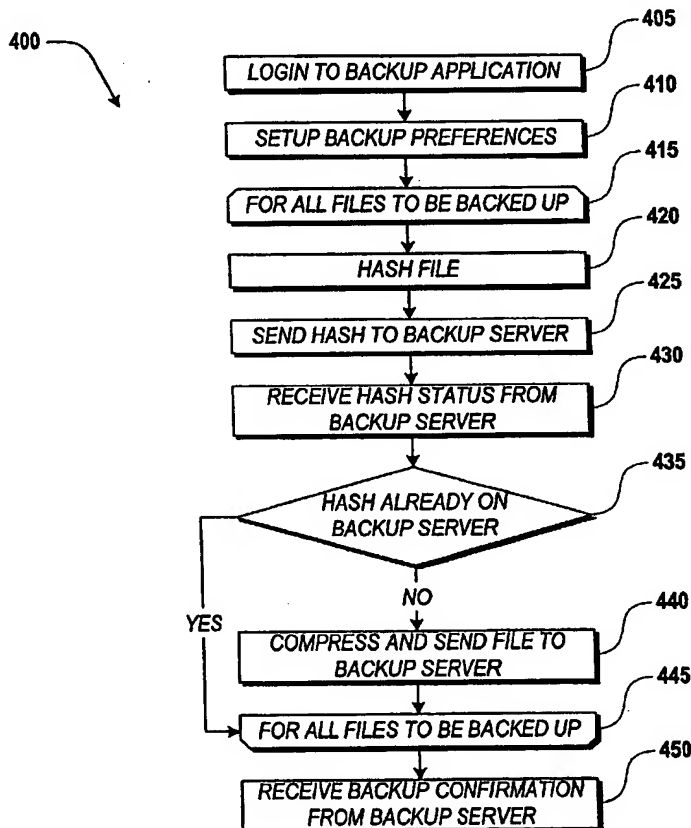 400
405
LOGIN TO BACKUP APPLICATION
410
SETUP BACKUP PREFERENCES
415
FOR ALL FILES TO BE BACKED UP
420
HASH FILE
425
SEND HASH TO BACKUP SERVER
430
RECEIVE HASH STATUS FROM
BACKUP SERVER
435
HASH ALREADY ON
BACKUP SERVER
NO
YES
440
COMPRESS AND SEND FILE TO
BACKUP SERVER
445
FOR ALL FILES TO BE BACKED UP
450
RECEIVE BACKUP CONFIRMATION
FROM BACKUP SERVER